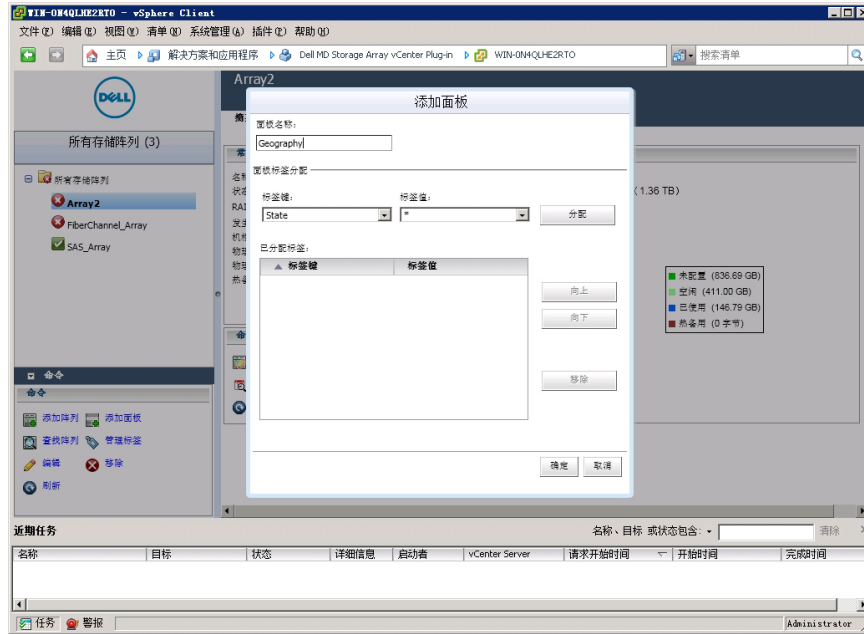 WIN-ON4QLHE2RTO - vSphere Client
文件(F) 编辑(E) 视图(V) 清单(N) 系统管理(A) 插件(P) 帮助(H)
主页 解决方案和应用程序 Dell MD Storage Array vCenter Plug-in WIN-0N4QLHE2RTO 搜索清单
DELL
所有存储阵列 (3)
所有存储阵列
Array2
FiberChannel_Array
SAS_Array
命令
命令
添加阵列 添加面板
查找阵列 管理标签
编辑 移除
刷新
Array2
添加面板
面板名称:
Geography
面板标签分配
标签键: 标签值:
State * 分配
已分配标签:
标签键 标签值
向上
向下
移除
确定 取消
(1.36 TB)
未配置 (836.69 GB)
空闲 (411.00 GB)
已使用 (146.79 GB)
热备用 (0 字节)
近期任务 名称、目标 或状态包含: 清除
名称 目标 状态 详细信息 启动者 vCenter Server 请求开始时间 开始时间 完成时间
任务 警报 Administrator